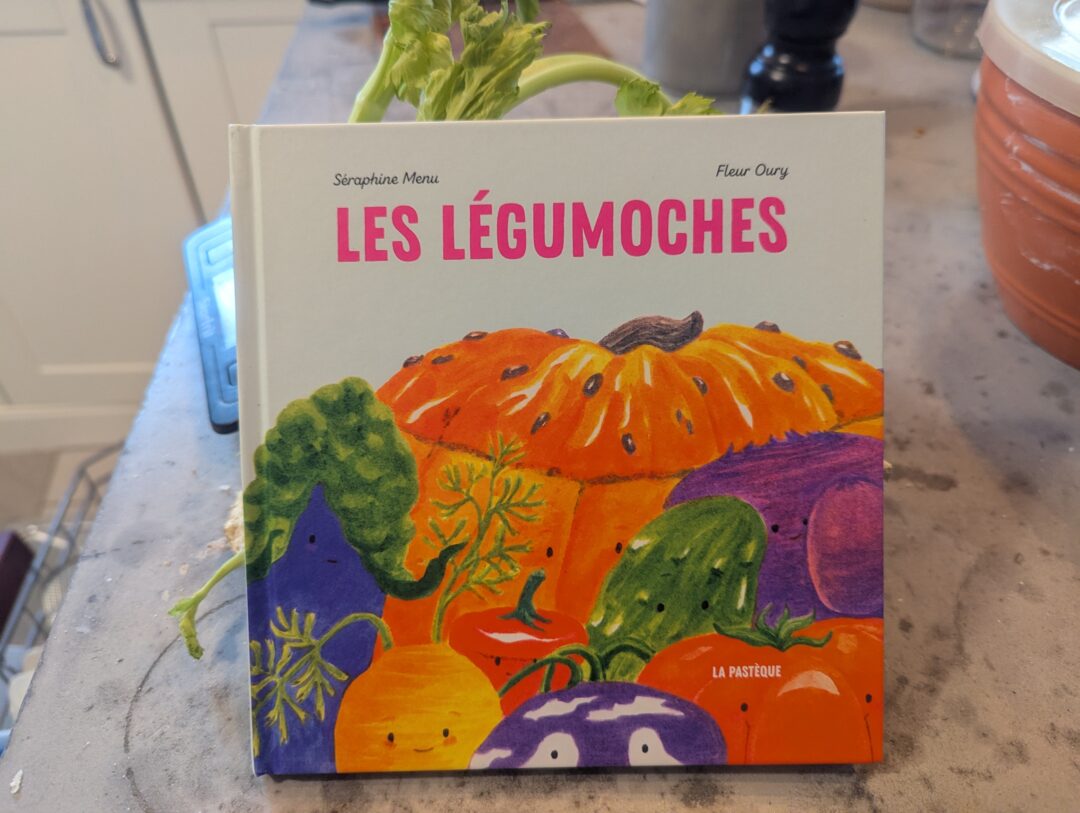 Séraphine Menu
Fleur Oury
LES LÉGUMOCHES
LA PASTÈQUE